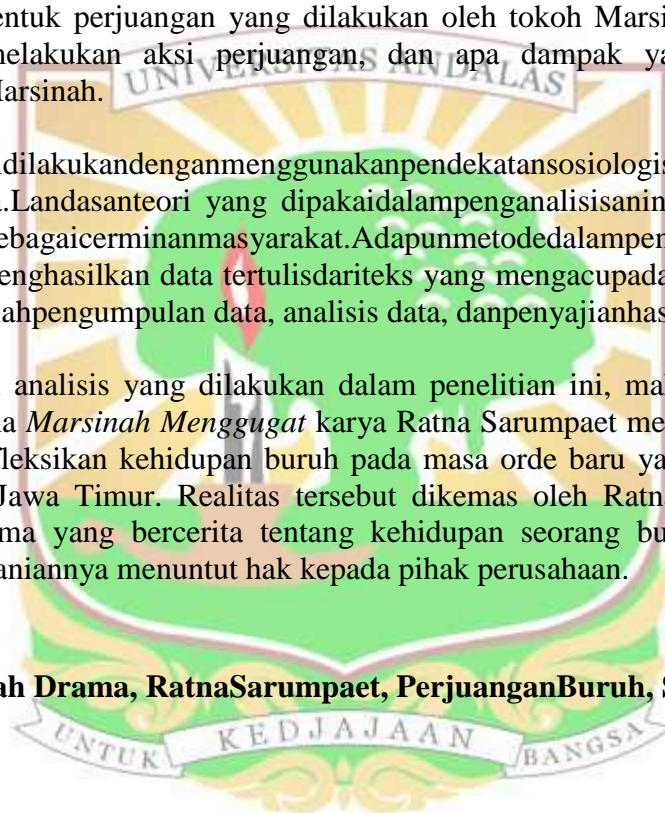 entuk perjuangan yang dilakukan oleh tokoh Marsi
melakukan aksi perjuangan, dan apa dampak ya
Marsinah.
UNIVERSITAS ANDALAS
dilakukandenganmenggunakanpendekatansosiologis
a.Landasanteori yang dipakaidalampenganalisisanin
ebagaicerminanmasyarakat.Adapunmetodedalampen
enghasilkan data tertulisdariteks yang mengacupada
ahpengumpulan data, analisis data, danpenyajianhas
analisis yang dilakukan dalam penelitian ini, mal
a Marsinah Menggugat karya Ratna Sarumpaet me
fleksikan kehidupan buruh pada masa orde baru ya
Jawa Timur. Realitas tersebut dikemas oleh Ratn
ma yang bercerita tentang kehidupan seorang bu
aniannya menuntut hak kepada pihak perusahaan.
ah Drama, RatnaSarumpaet, PerjuanganBuruh, S
UNTUK KEDJAJAAN BANGSA